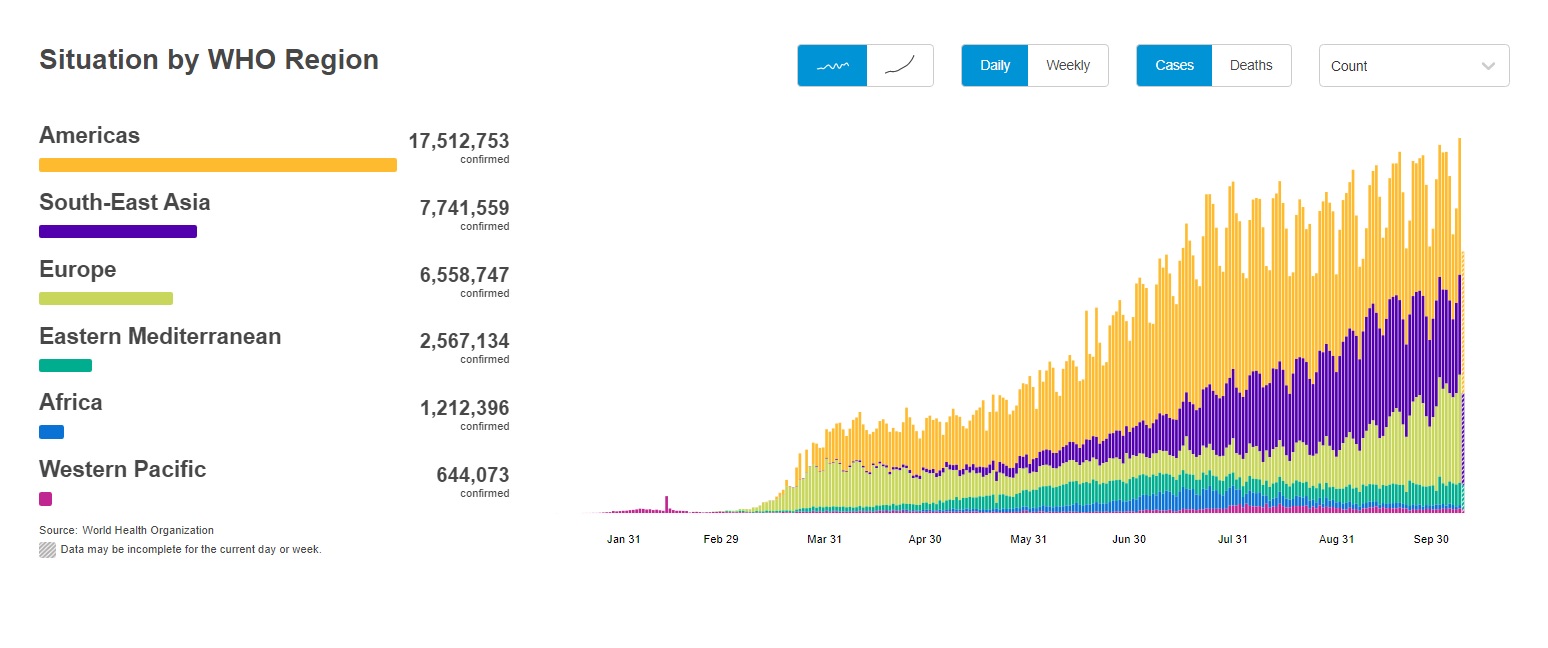 Situation by WHO Region
Daily
Weekly
Cases
Deaths
Count
Americas
17,512,753
confirmed
South-East Asia
7,741,559
confirmed
Europe
6,558,747
confirmed
Eastern Mediterranean
2,567,134
confirmed
Africa
1,212,396
confirmed
Western Pacific
644,073
confirmed
Source: World Health Organization
Data may be incomplete for the current day or week.
Jan 31 Feb 29 Mar 31 Apr 30 May 31 Jun 30 Jul 31 Aug 31 Sep 30